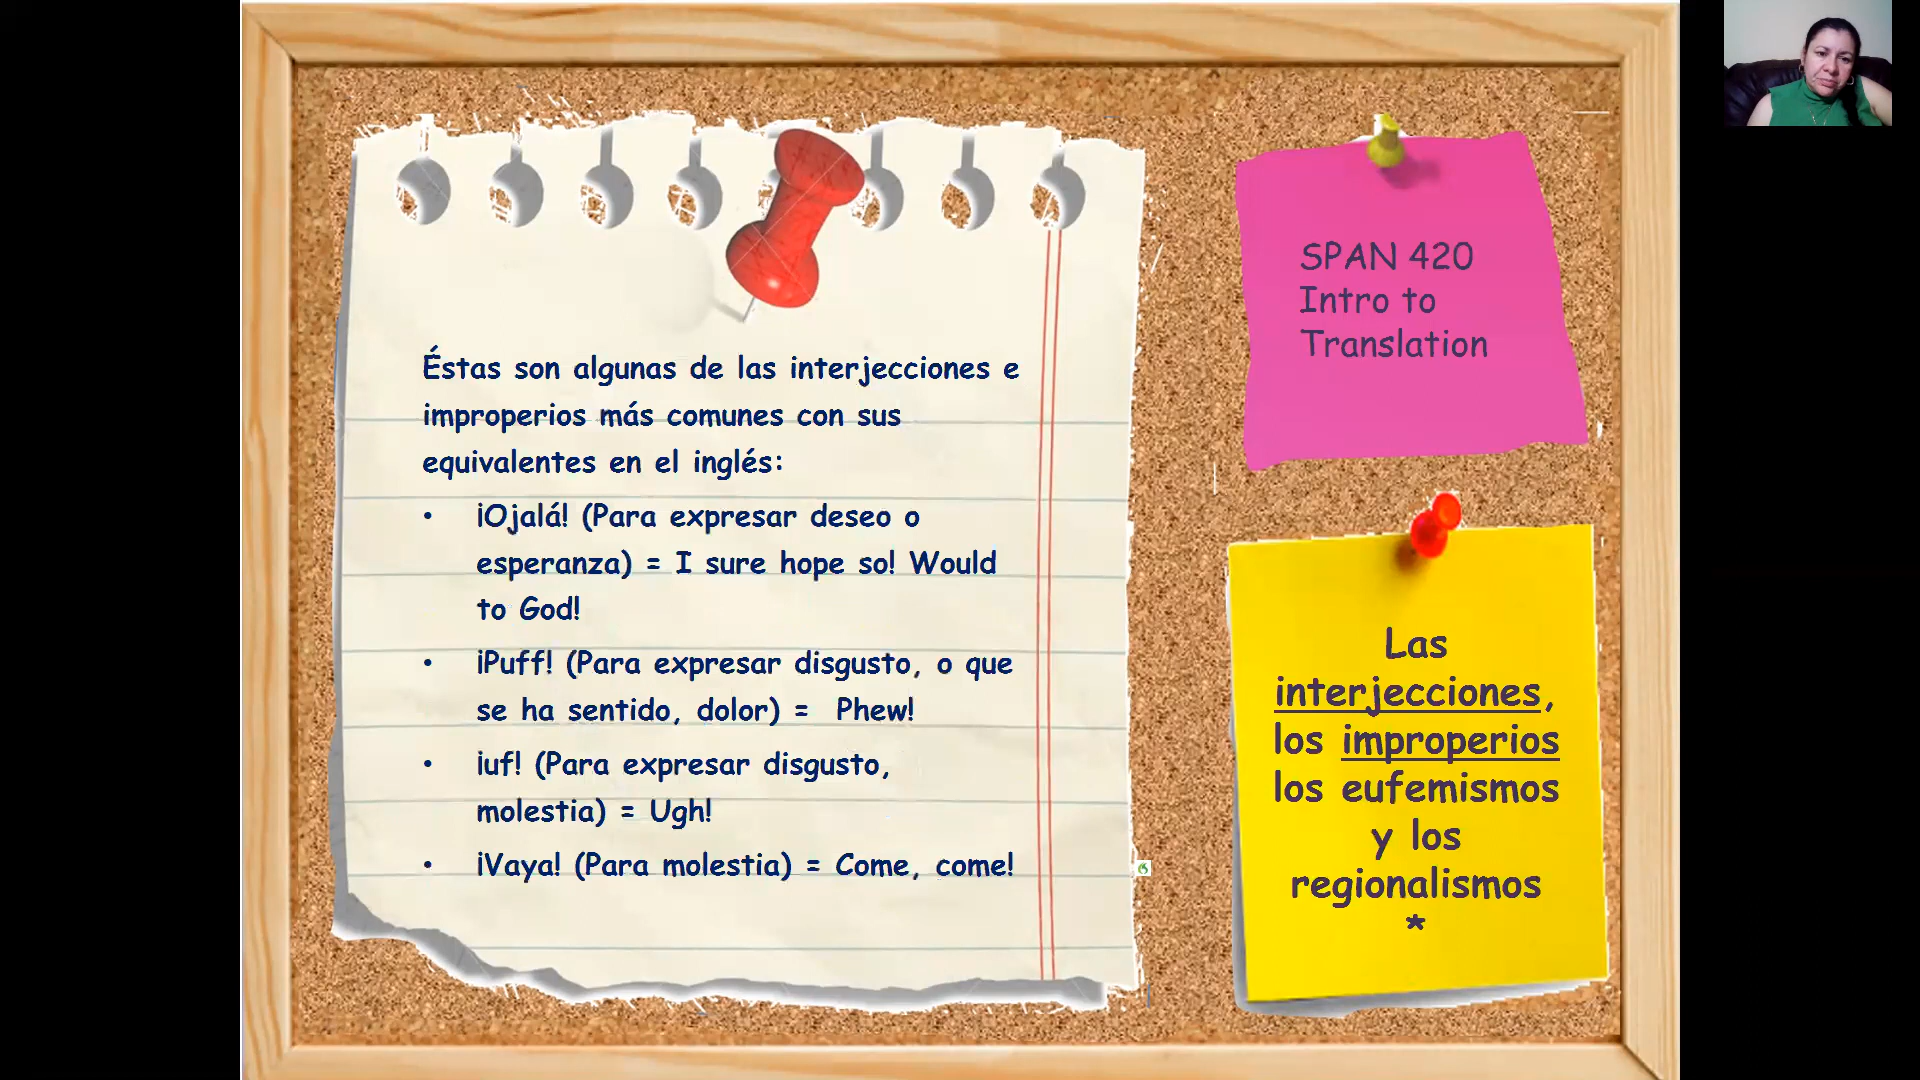 Éstas son algunas de las interjecciones e
improperios más comunes con sus
equivalentes en el inglés:
• ¡Ojalá! (Para expresar deseo o
esperanza) = I sure hope so! Would
to God!
• ¡Puff! (Para expresar disgusto, o que
se ha sentido, dolor) = Phew!
• ¡uf! (Para expresar disgusto,
molestia) = Ugh!
• ¡Vaya! (Para molestia) = Come, come!
SPAN 420
Intro to
Translation
Las
interjecciones,
los improperios
los eufemismos
y los
regionalismos
*